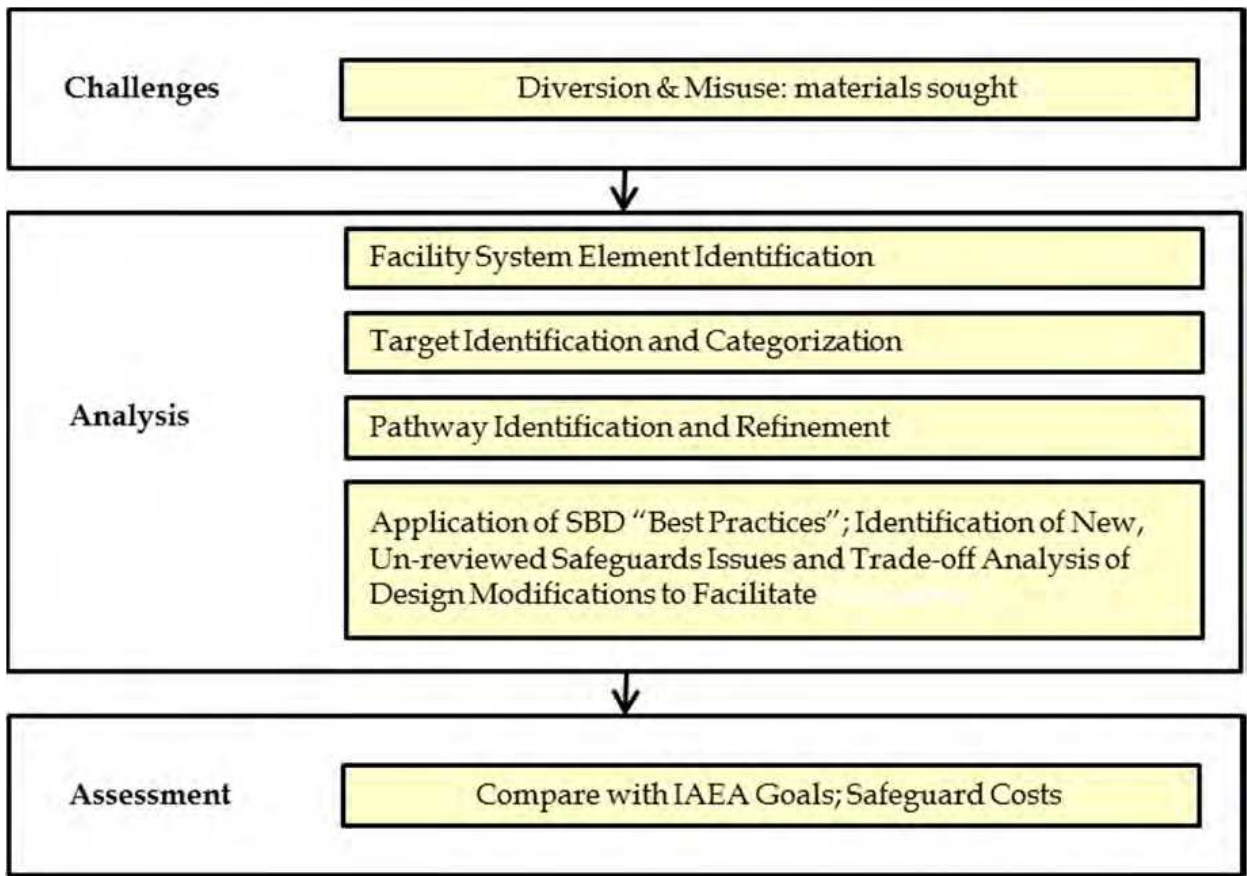 Challenges
Diversion & Misuse: materials sought
Facility System Element Identification
Target Identification and Categorization
Analysis
Pathway Identification and Refinement
Application of SBD “Best Practices”; Identification of New,
Un-reviewed Safeguards Issues and Trade-off Analysis of
Design Modifications to Facilitate
Assessment
Compare with IAEA Goals; Safeguard Costs